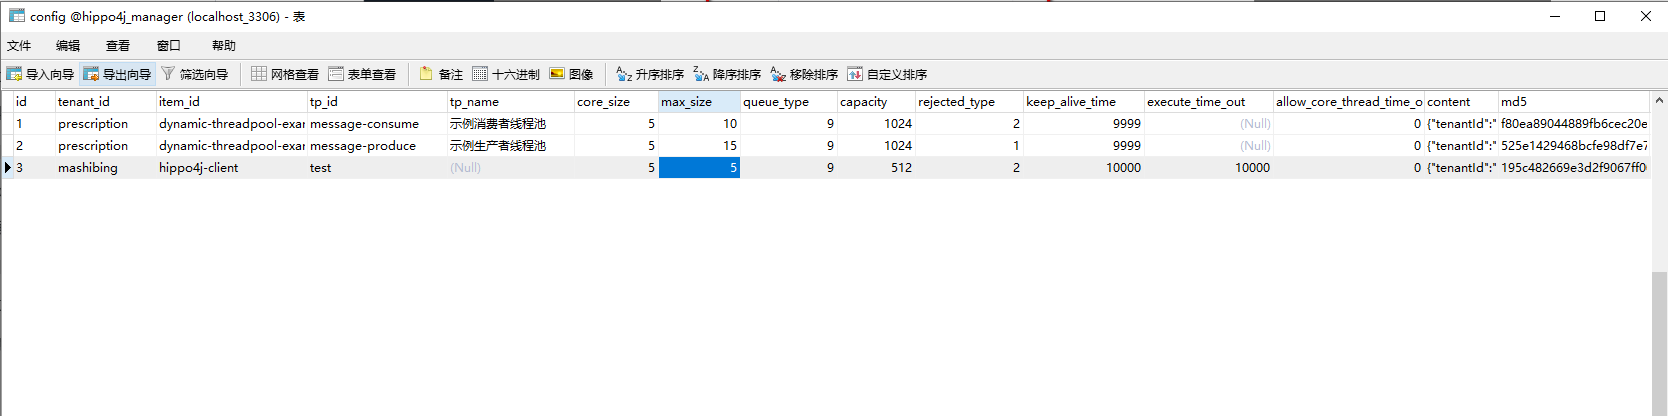 config @hippo4j_manager (localhost_3306) - 表
文件 编辑 查看 窗口 帮助
导入向导 导出向导 筛选向导 网格查看 表单查看 备注 十六进制 图像 升序排序 降序排序 移除排序 自定义排序
id tenant_id item_id tp_id tp_name core_size max_size queue_type capacity rejected_type keep_alive_time execute_time_out allow_core_thread_time_o content md5
1 prescription dynamic-threadpool-exar message-consume 示例消费者线程池 5 10 9 1024 2 9999 (Null) 0 {"tenantId":" f80ea89044889fb6cec20e
2 prescription dynamic-threadpool-exar message-produce 示例生产者线程池 5 15 9 1024 1 9999 (Null) 0 {"tenantId":" 525e1429468bcfe98df7e7
3 mashibing hippo4j-client test (Null) 5 5 9 512 2 10000 10000 0 {"tenantId":" 195c482669e3d2f9067ff0